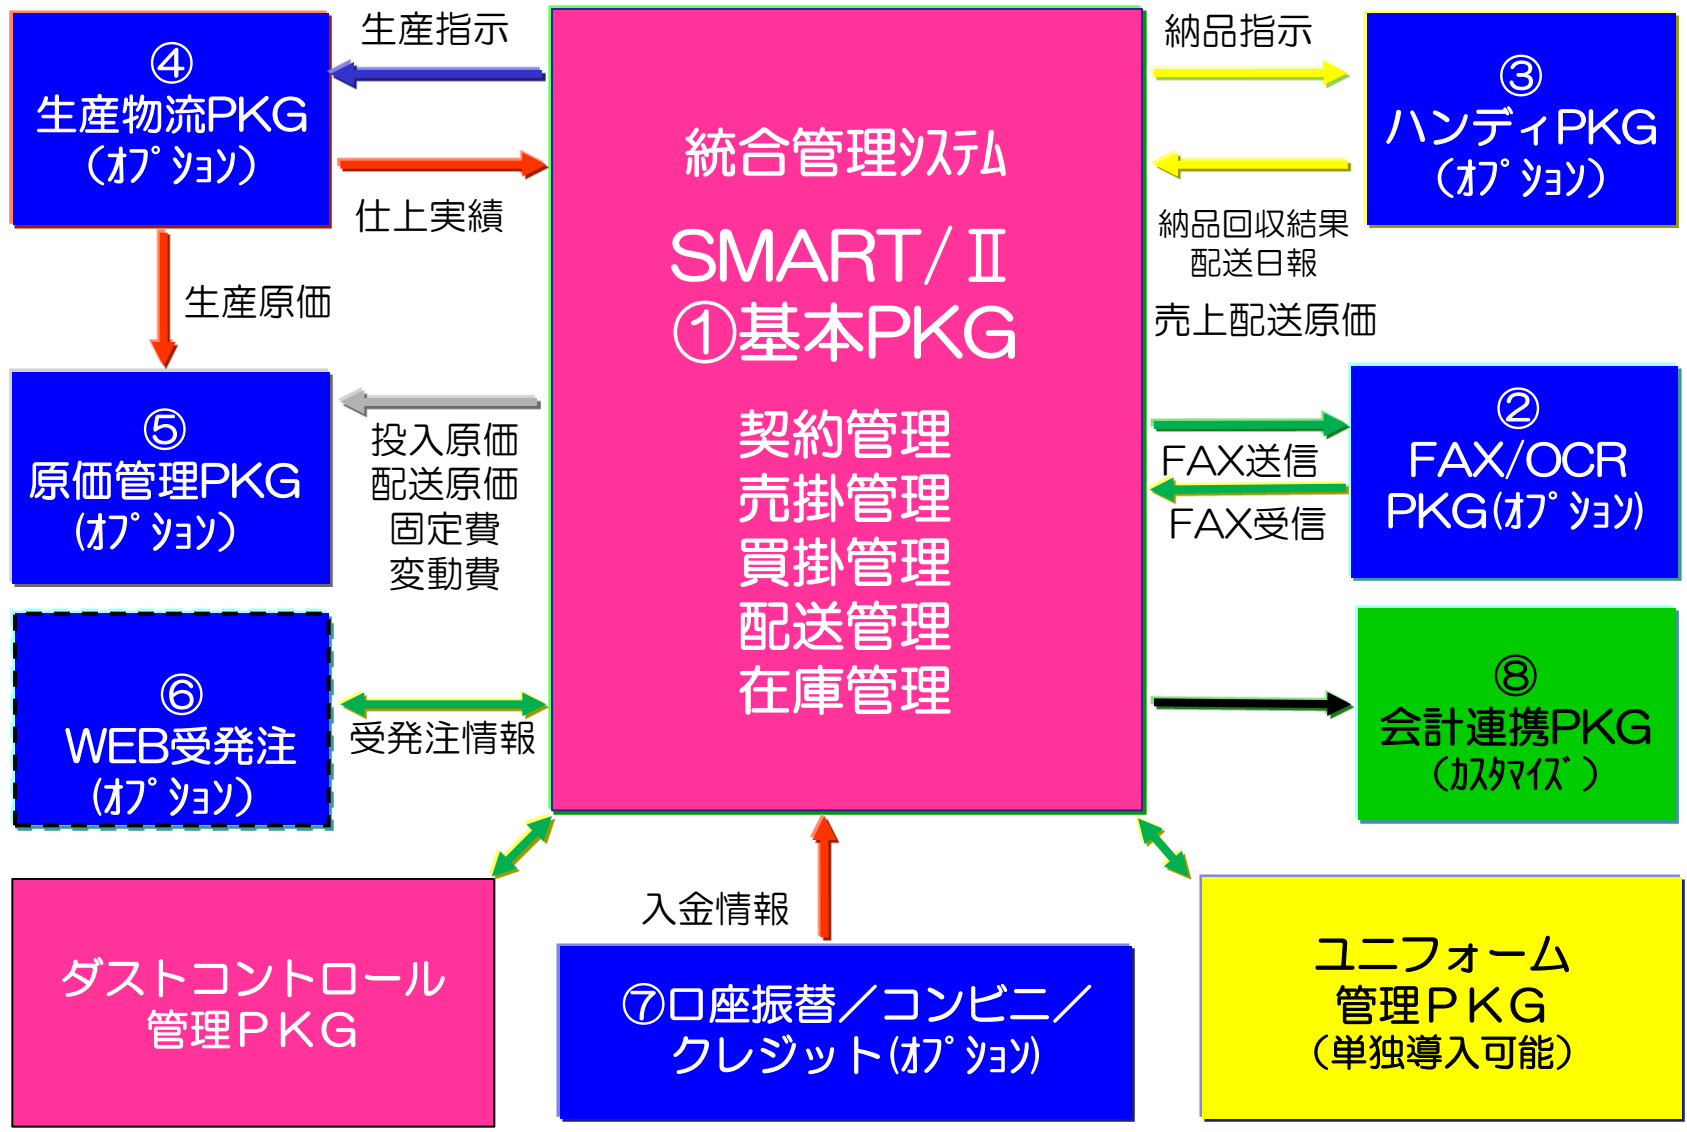 ④
生産物流PKG
（ｵﾌﾟｼｮﾝ）
生産指示
仕上実績
生産原価
⑤
原価管理PKG
(ｵﾌﾟｼｮﾝ）
投入原価
配送原価
固定費
変動費
⑥
WEB受発注
(ｵﾌﾟｼｮﾝ）
受発注情報
統合管理ｼｽﾃﾑ
SMART/Ⅱ
①基本PKG
契約管理
売掛管理
買掛管理
配送管理
在庫管理
納品指示
納品回収結果
配送日報
売上配送原価
③
ハンディPKG
（ｵﾌﾟｼｮﾝ）
FAX送信
FAX受信
②
FAX/OCR
PKG(ｵﾌﾟｼｮﾝ)
⑧
会計連携PKG
（ｶｽﾀﾏｲｽﾞ）
ダストコントロール
管理ＰＫＧ
入金情報
⑦口座振替／コンビニ／
クレジット(ｵﾌﾟｼｮﾝ)
ユニフォーム
管理ＰＫＧ
（単独導入可能）